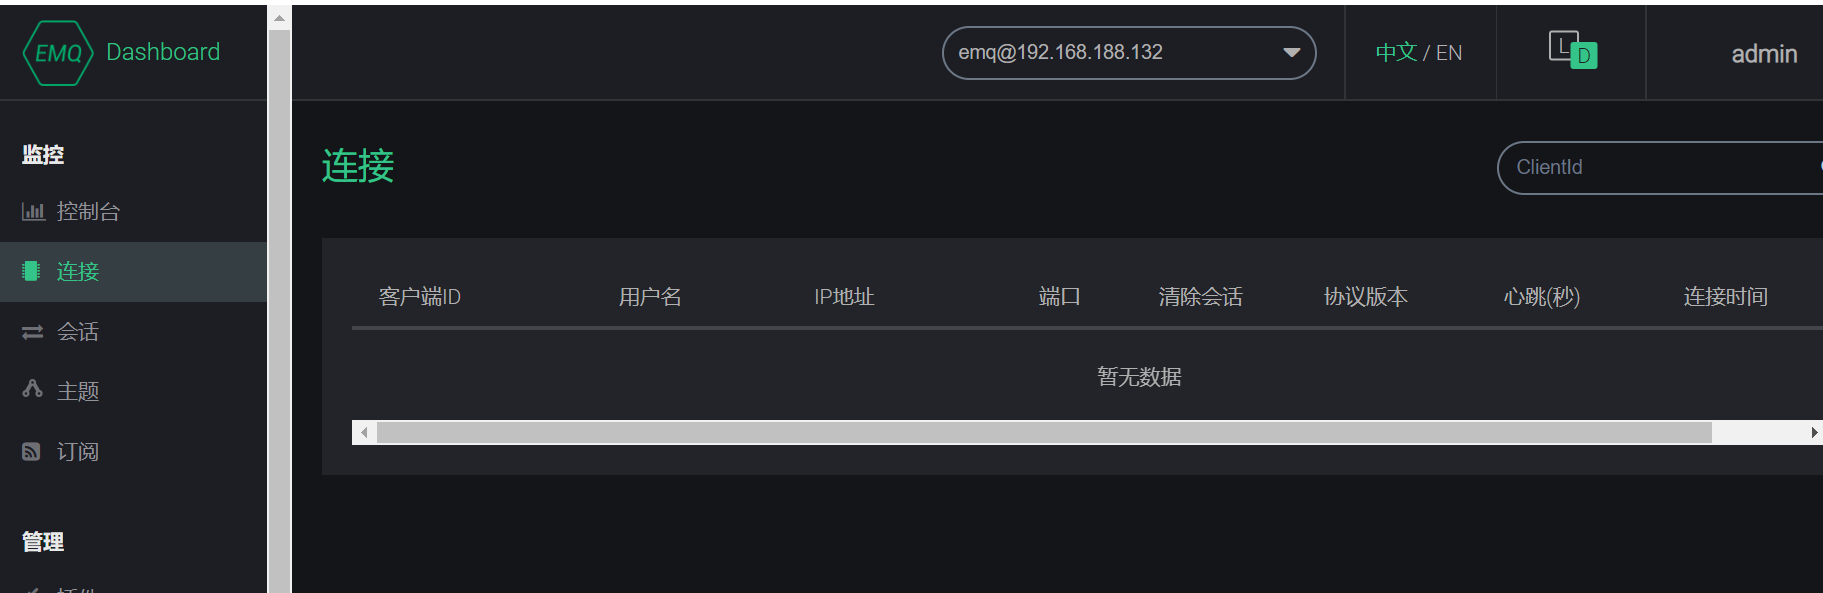 EMQ Dashboard
emq@192.168.188.132
中文 / EN
L D
admin
监控
控制台
连接
会话
主题
订阅
管理
插件
连接
ClientId
客户端ID 用户名 IP地址 端口 清除会话 协议版本 心跳(秒) 连接时间
暂无数据